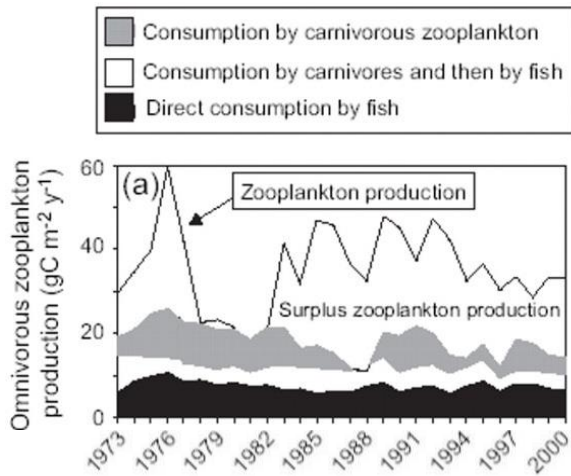 Consumption by carnivorous zooplankton
Consumption by carnivores and then by fish
Direct consumption by fish
(a)
Zooplankton production
Surplus zooplankton production
Omnivorous zooplankton
production (gC m-2 y-1)
60
40
20
0
1973
1976
1979
1982
1985
1988
1991
1994
1997
2000